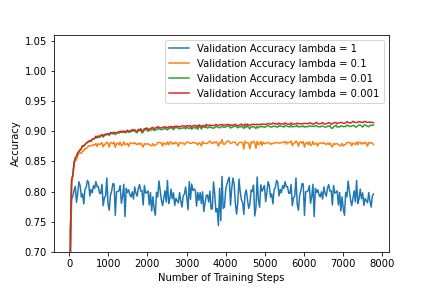 Validation Accuracy lambda = 1
Validation Accuracy lambda = 0.1
Validation Accuracy lambda = 0.01
Validation Accuracy lambda = 0.001
Accuracy
1.05
1.00
0.95
0.90
0.85
0.80
0.75
0.70
0 1000 2000 3000 4000 5000 6000 7000 8000
Number of Training Steps